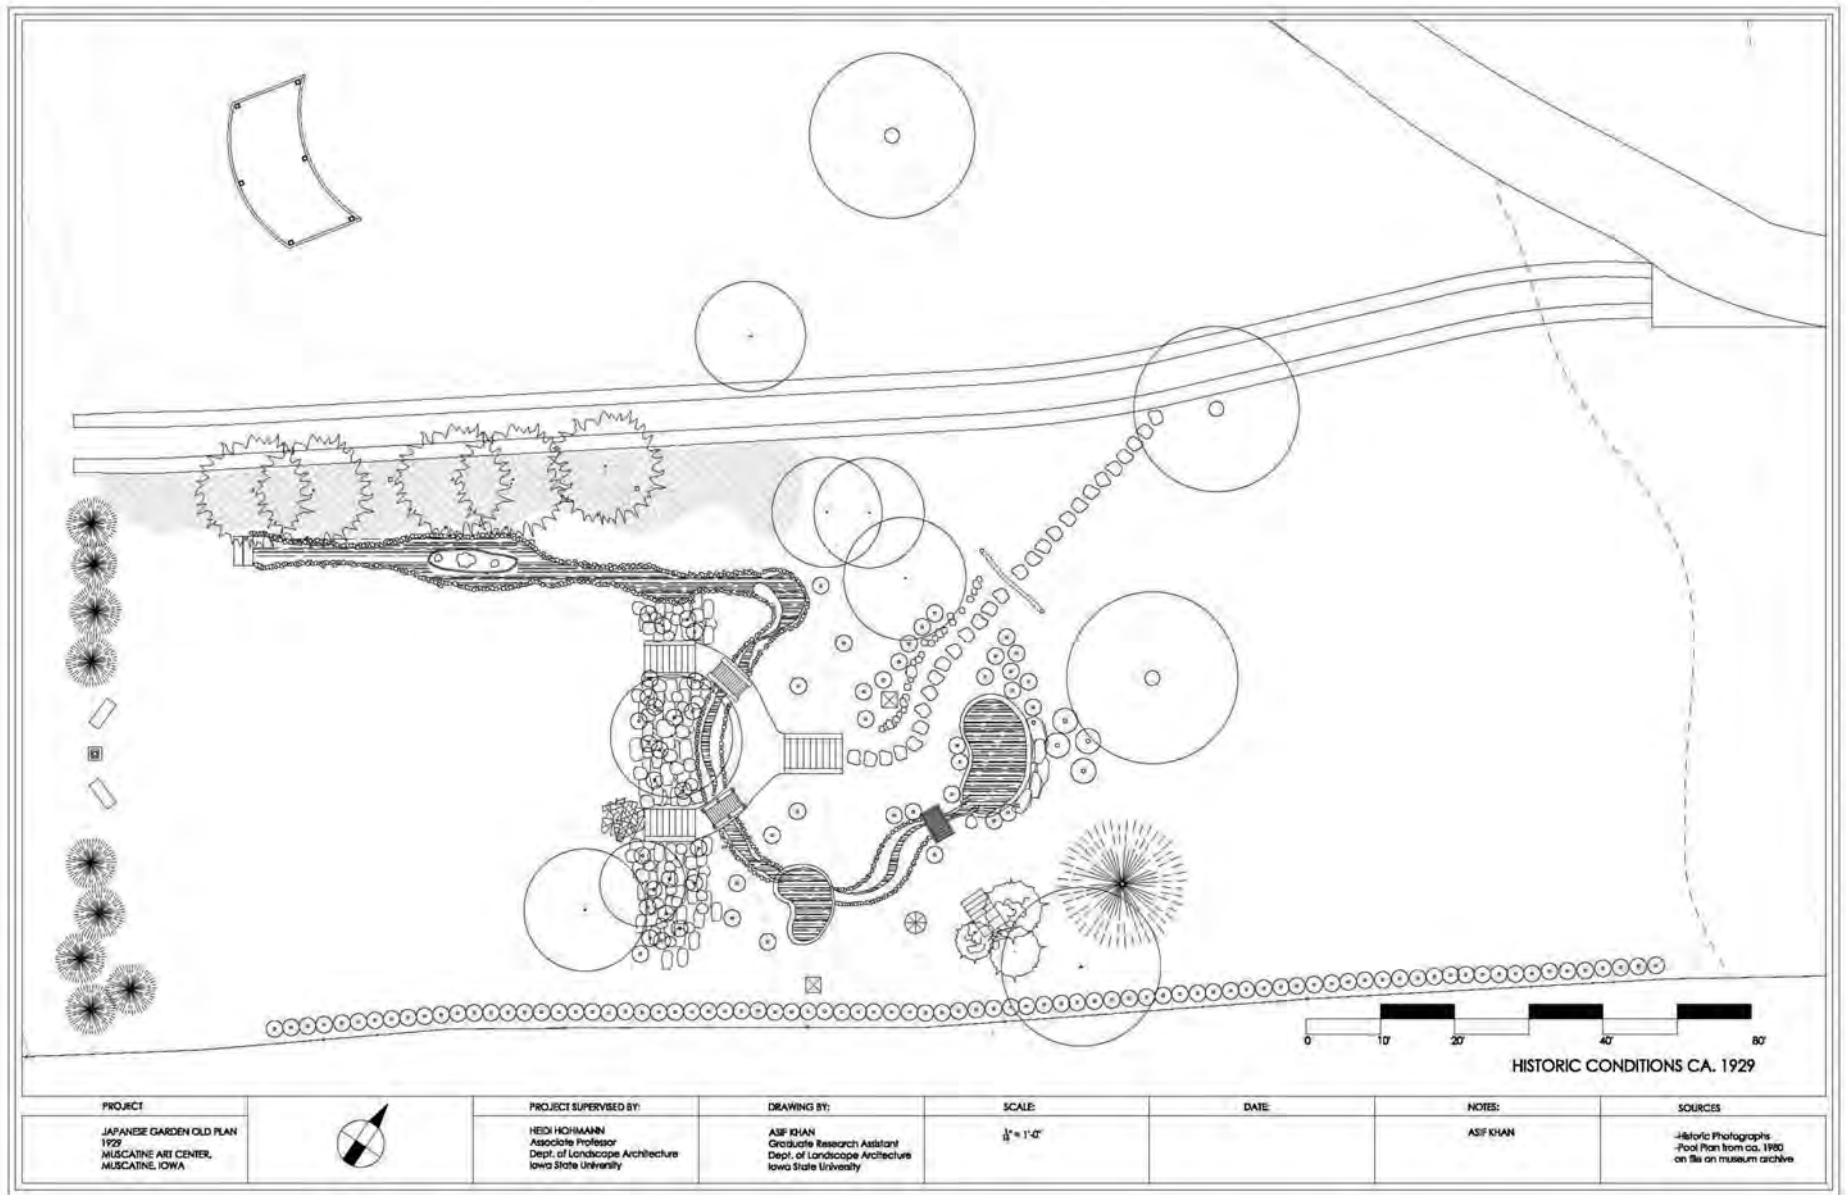 0 10' 20' 40' 80'
HISTORIC CONDITIONS CA. 1929
PROJECT
JAPANESE GARDEN OLD PLAN
1929
MUSCATINE ART CENTER,
MUSCATINE, IOWA
PROJECT SUPERVISED BY:
HEIDI HOHMANN
Associate Professor
Dept. of Landscape Architecture
Iowa State University
DRAWING BY:
ASIF KHAN
Graduate Research Assistant
Dept. of Landscape Arcitecture
Iowa State University
SCALE:
" = 1'-0"
DATE:
NOTES:
ASIF KHAN
SOURCES
-Historic Photographs
-Pool Plan from ca. 1980
on file on museum archive